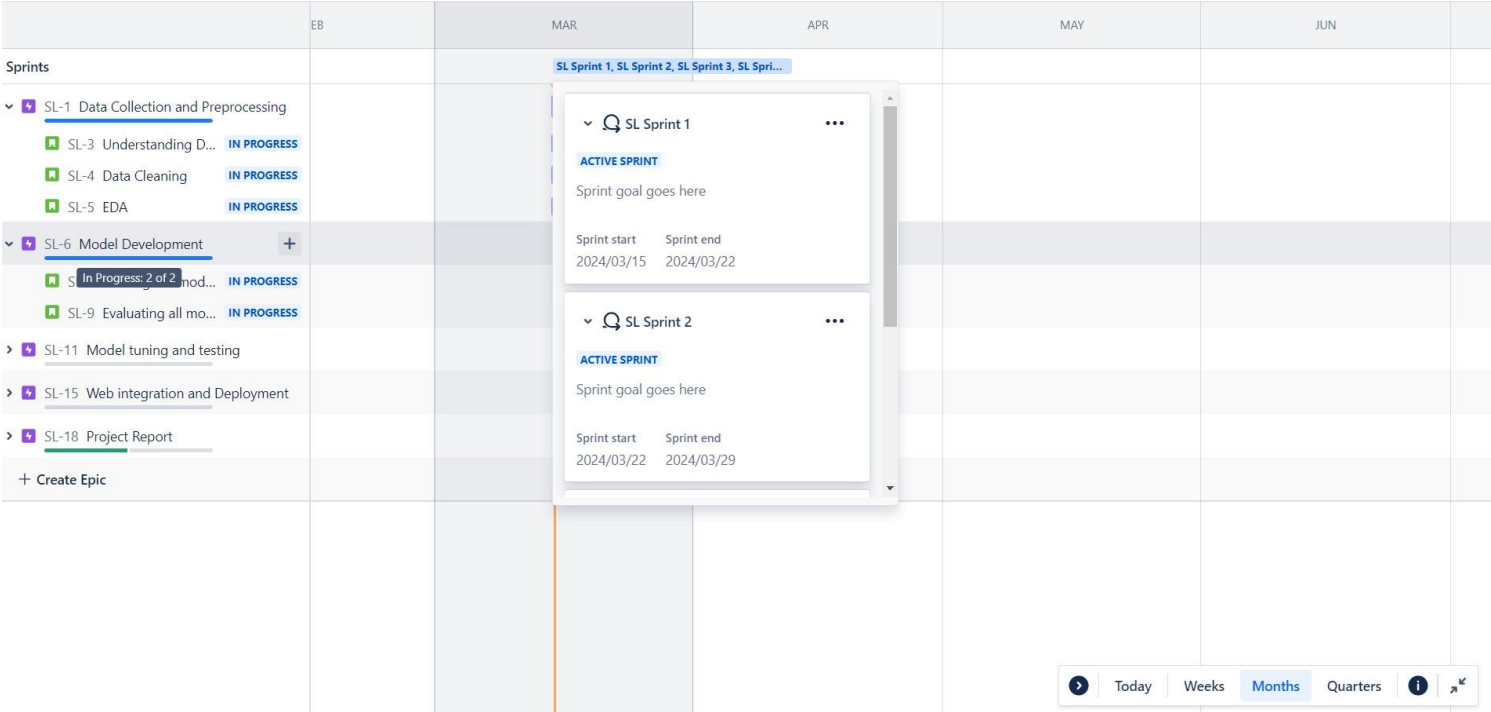 EB MAR APR MAY JUN
Sprints
SL Sprint 1, SL Sprint 2, SL Sprint 3, SL Spri...
SL-1 Data Collection and Preprocessing
SL-3 Understanding D... IN PROGRESS
SL-4 Data Cleaning IN PROGRESS
SL-5 EDA IN PROGRESS
SL-6 Model Development
In Progress: 2 of 2
mod... IN PROGRESS
SL-9 Evaluating all mo... IN PROGRESS
SL-11 Model tuning and testing
SL-15 Web integration and Deployment
SL-18 Project Report
+ Create Epic
SL Sprint 1
ACTIVE SPRINT
Sprint goal goes here
Sprint start Sprint end
2024/03/15 2024/03/22
SL Sprint 2
ACTIVE SPRINT
Sprint goal goes here
Sprint start Sprint end
2024/03/22 2024/03/29
Today Weeks Months Quarters